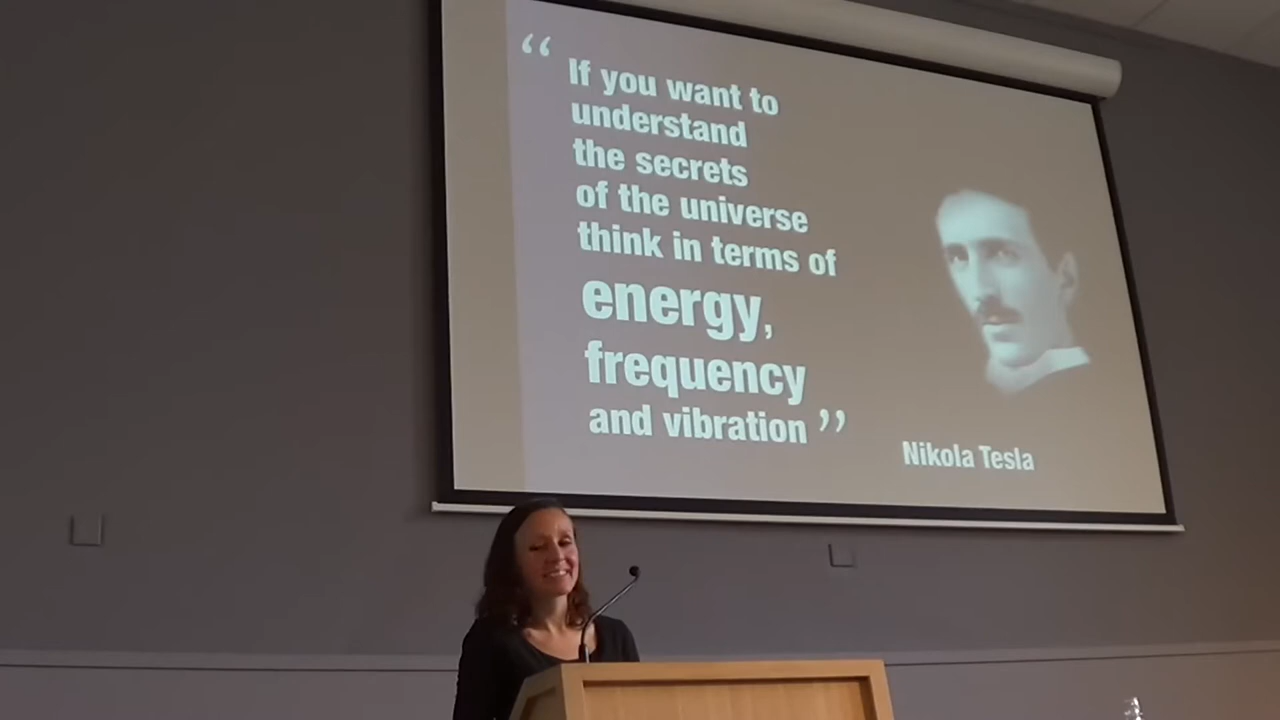 “ If you want to
understand
the secrets
of the universe
think in terms of
energy,
frequency
and vibration ”
Nikola Tesla